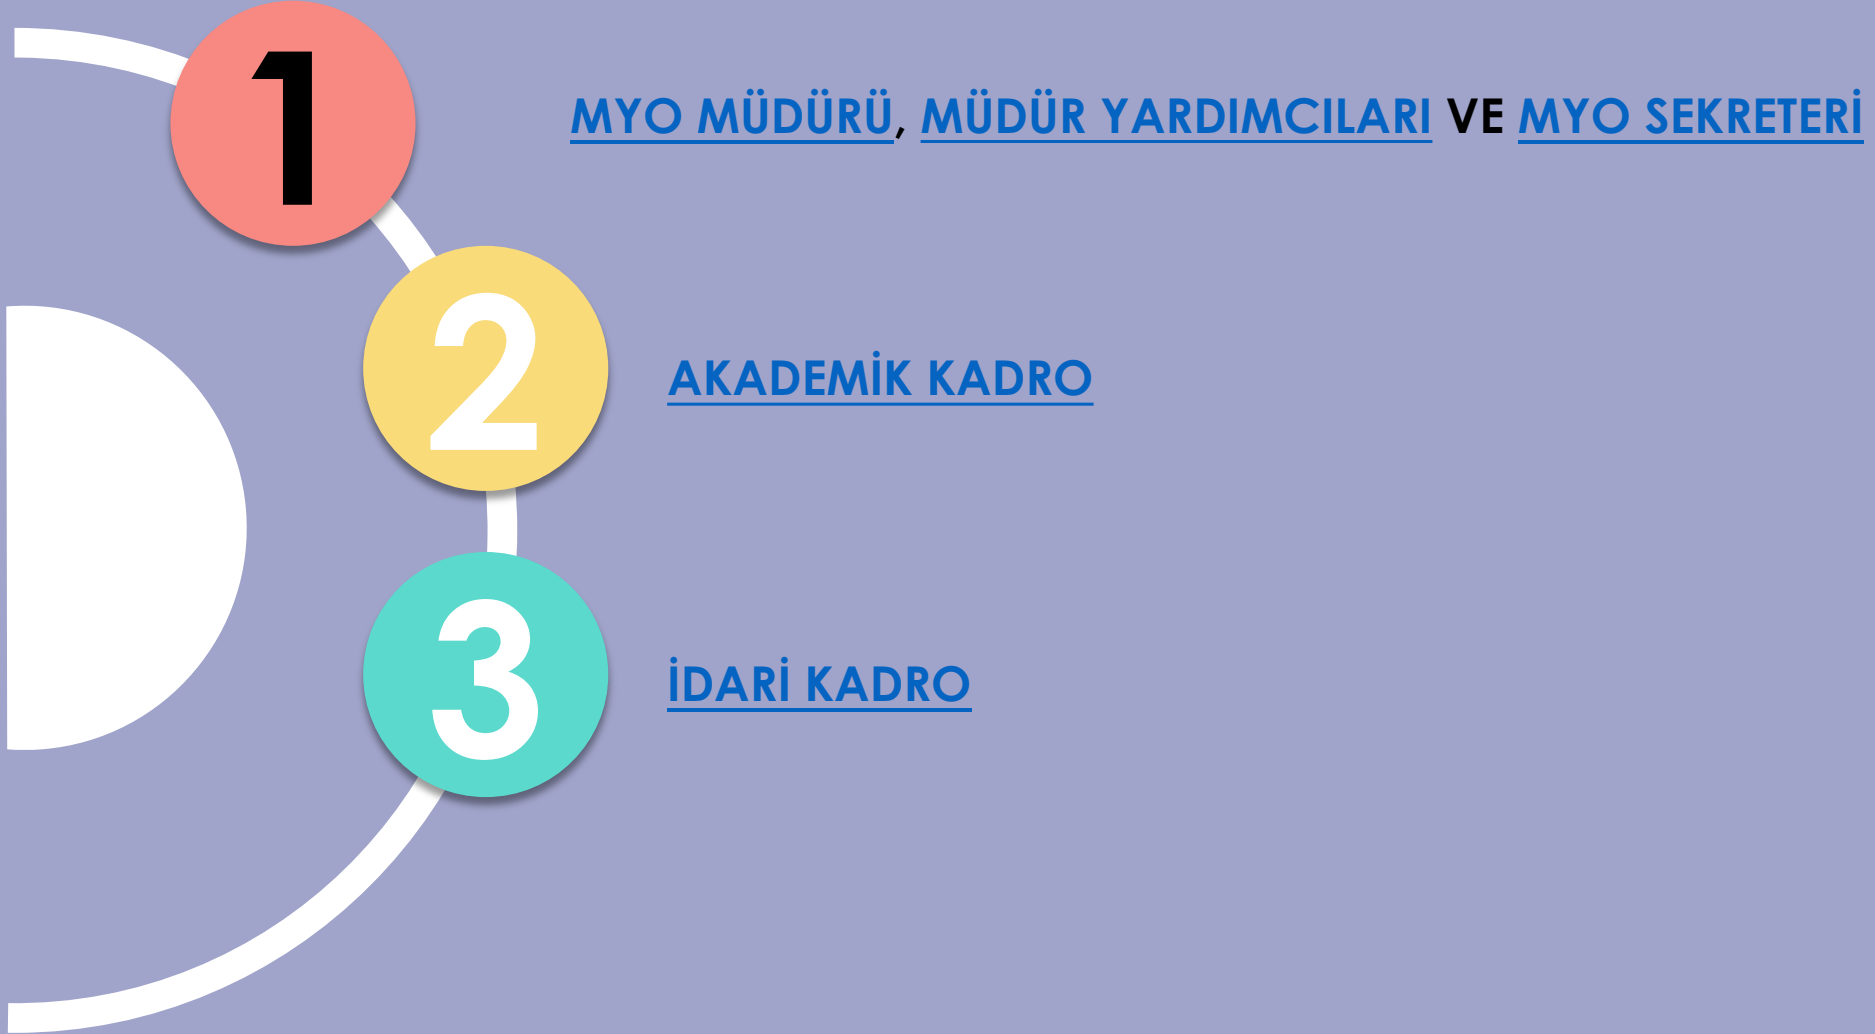 1
MYO MÜDÜRÜ, MÜDÜR YARDIMCILARI VE MYO SEKRETERİ
2
AKADEMİK KADRO
3
İDARİ KADRO